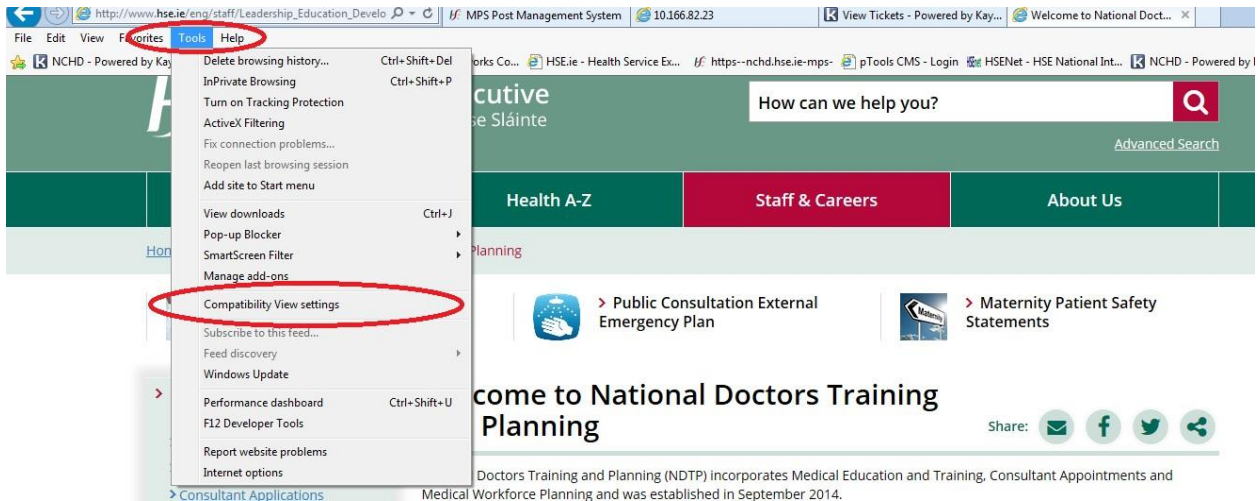 http://www.hse.ie/eng/staff/Leadership_Education_Develo MPS Post Management System 10.166.82.23 View Tickets - Powered by Kay... Welcome to National Doct...
File Edit View Favorites Tools Help
NCHD - Powered by Kay orks Co... HSE.ie - Health Service Ex... https--nchd.hse.ie-mps- pTools CMS - Login HSENet - HSE National Int... NCHD - Powered by
Delete browsing history... Ctrl+Shift+Del
InPrivate Browsing Ctrl+Shift+P
Turn on Tracking Protection
ActiveX Filtering
Fix connection problems...
Reopen last browsing session
Add site to Start menu
View downloads Ctrl+J
Pop-up Blocker
SmartScreen Filter
Manage add-ons
Compatibility View settings
Subscribe to this feed...
Feed discovery
Windows Update
Performance dashboard Ctrl+Shift+U
F12 Developer Tools
Report website problems
Internet options
cutive
se Sláinte
How can we help you?
Advanced Search
Health A-Z Staff & Careers About Us
Hon Planning
> Public Consultation External
Emergency Plan
Maternity
> Maternity Patient Safety
Statements
come to National Doctors Training
Planning
Share:
Doctors Training and Planning (NDTP) incorporates Medical Education and Training, Consultant Appointments and
Medical Workforce Planning and was established in September 2014.
> Consultant Applications